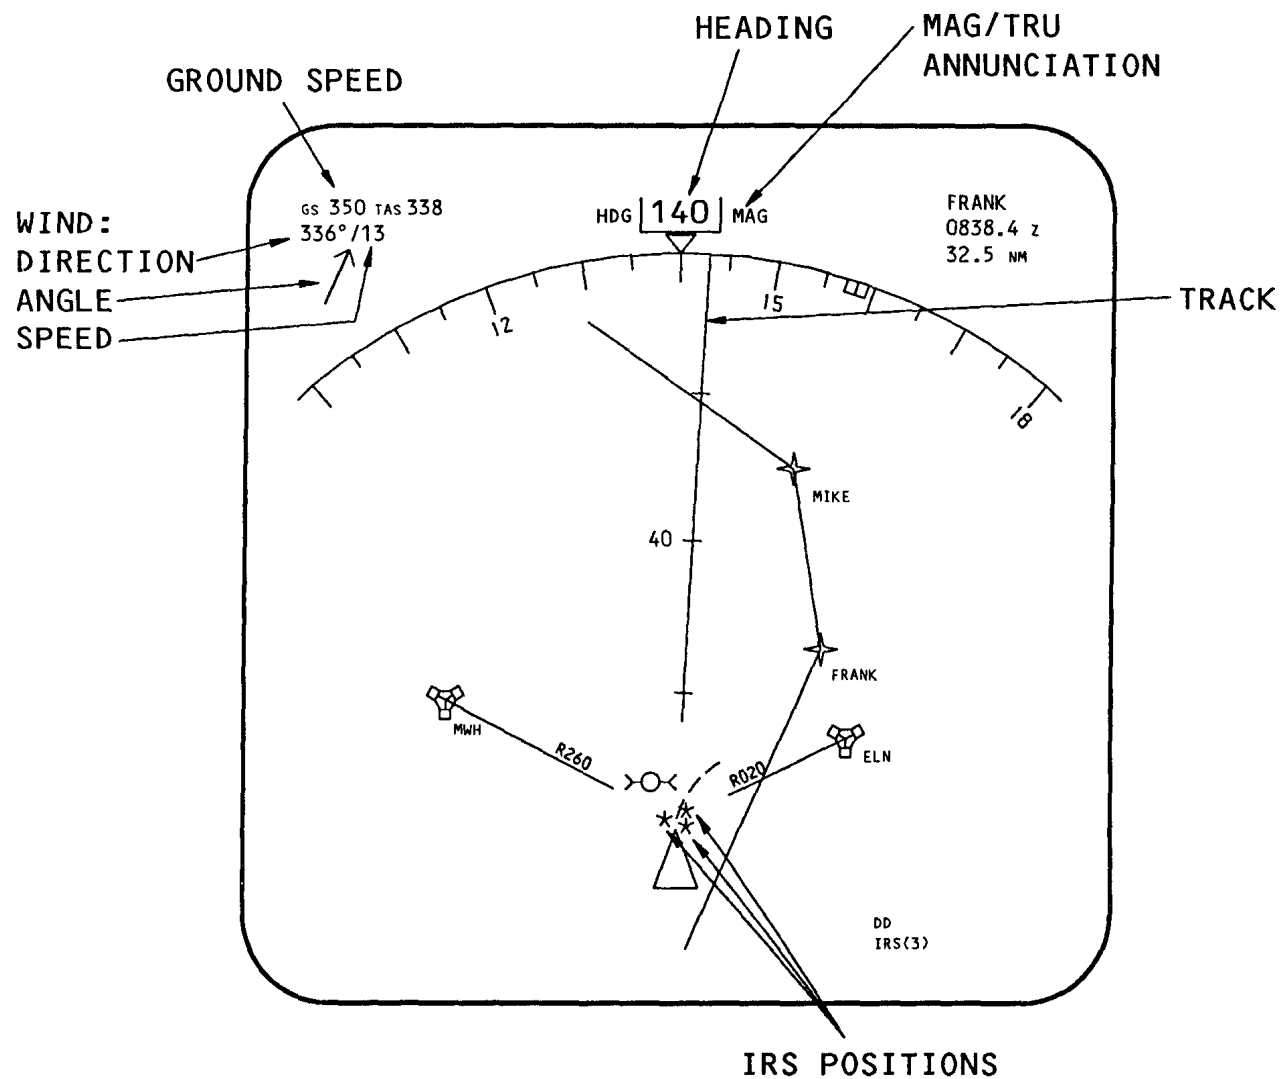 HEADING
MAG/TRU
ANNUNCIATION
GROUND SPEED
WIND:
DIRECTION
ANGLE
SPEED
GS 350 TAS 338
336°/13
HDG 140 MAG
FRANK
0838.4 Z
32.5 NM
TRACK
12
15
18
40
MIKE
FRANK
MWH
R260
R020
ELN
DD
IRS(3)
IRS POSITIONS